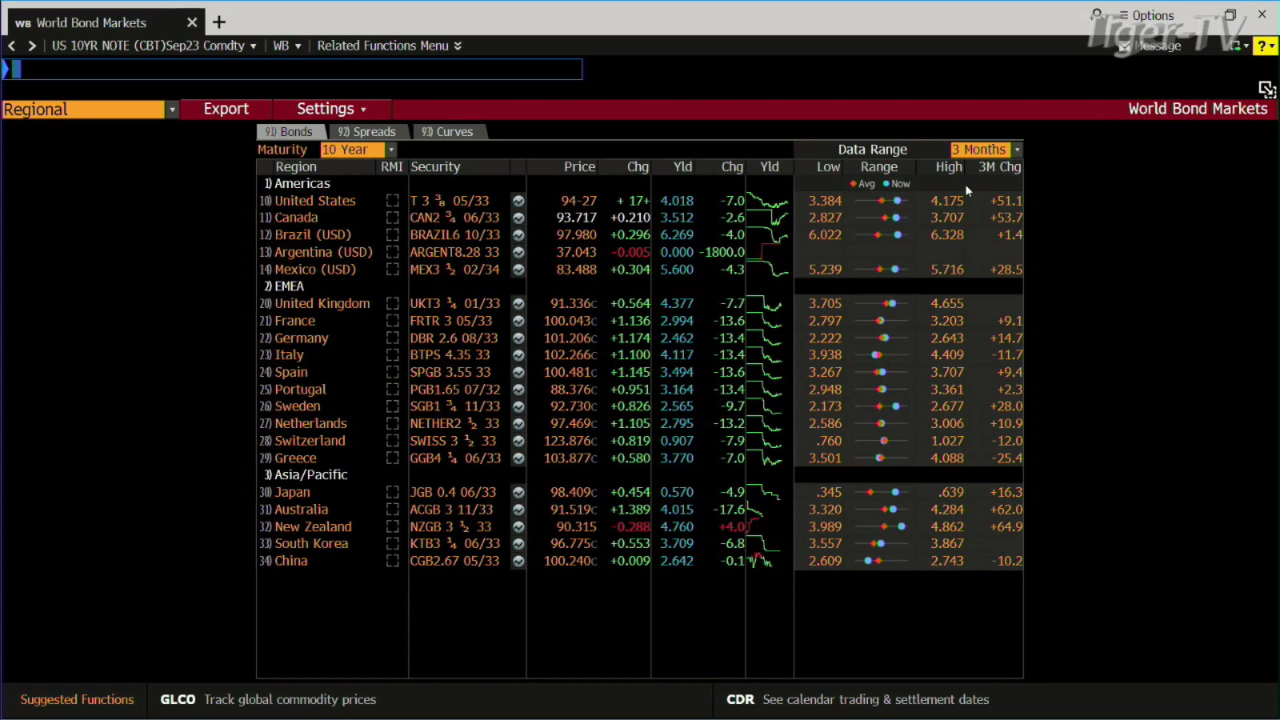 WB World Bond Markets × +
Options
Tiger-TV
< > US 10YR NOTE (CBT)Sep23 Comdty WB Related Functions Menu Message ?
Regional Export Settings World Bond Markets
91) Bonds 92) Spreads 93) Curves
Maturity 10 Year Data Range 3 Months
Region RMI Security Price Chg Yld Chg Yld Low Range High 3M Chg
1) Americas Avg Now
10) United States T 3 ⅜ 05/33 94-27 + 17+ 4.018 -7.0 3.384 4.175 +51.1
11) Canada CAN2 ¾ 06/33 93.717 +0.210 3.512 -2.6 2.827 3.707 +53.7
12) Brazil (USD) BRAZIL6 10/33 97.980 +0.296 6.269 -4.0 6.022 6.328 +1.4
13) Argentina (USD) ARGENT8.28 33 37.043 -0.005 0.000 -1800.0
14) Mexico (USD) MEX3 ½ 02/34 83.488 +0.304 5.600 -4.3 5.239 5.716 +28.5
2) EMEA
20) United Kingdom UKT3 ¼ 01/33 91.336c +0.564 4.377 -7.7 3.705 4.655
21) France FRTR 3 05/33 100.043c +1.136 2.994 -13.6 2.797 3.203 +9.1
22) Germany DBR 2.6 08/33 101.206c +1.174 2.462 -13.4 2.222 2.643 +14.7
23) Italy BTPS 4.35 33 102.266c +1.100 4.117 -13.4 3.938 4.409 -11.7
24) Spain SPGB 3.55 33 100.481c +1.145 3.494 -13.6 3.267 3.707 +9.4
25) Portugal PGB1.65 07/32 88.376c +0.951 3.164 -13.4 2.948 3.361 +2.3
26) Sweden SGB1 ¾ 11/33 92.730c +0.826 2.565 -9.7 2.173 2.677 +28.0
27) Netherlands NETHER2 ½ 33 97.469c +1.105 2.795 -13.2 2.586 3.006 +10.9
28) Switzerland SWISS 3 ½ 33 123.876c +0.819 0.907 -7.9 .760 1.027 -12.0
29) Greece GGB4 ¼ 06/33 103.877c +0.580 3.770 -7.0 3.501 4.088 -25.4
3) Asia/Pacific
30) Japan JGB 0.4 06/33 98.409c +0.454 0.570 -4.9 .345 .639 +16.3
31) Australia ACGB 3 11/33 91.519c +1.389 4.015 -17.6 3.320 4.284 +62.0
32) New Zealand NZGB 3 ½ 33 90.315 -0.288 4.760 +4.0 3.989 4.862 +64.9
33) South Korea KTB3 ¼ 06/33 96.775c +0.553 3.709 -6.8 3.557 3.867
34) China CGB2.67 05/33 100.240c +0.009 2.642 -0.1 2.609 2.743 -10.2
Suggested Functions GLCO Track global commodity prices CDR See calendar trading & settlement dates